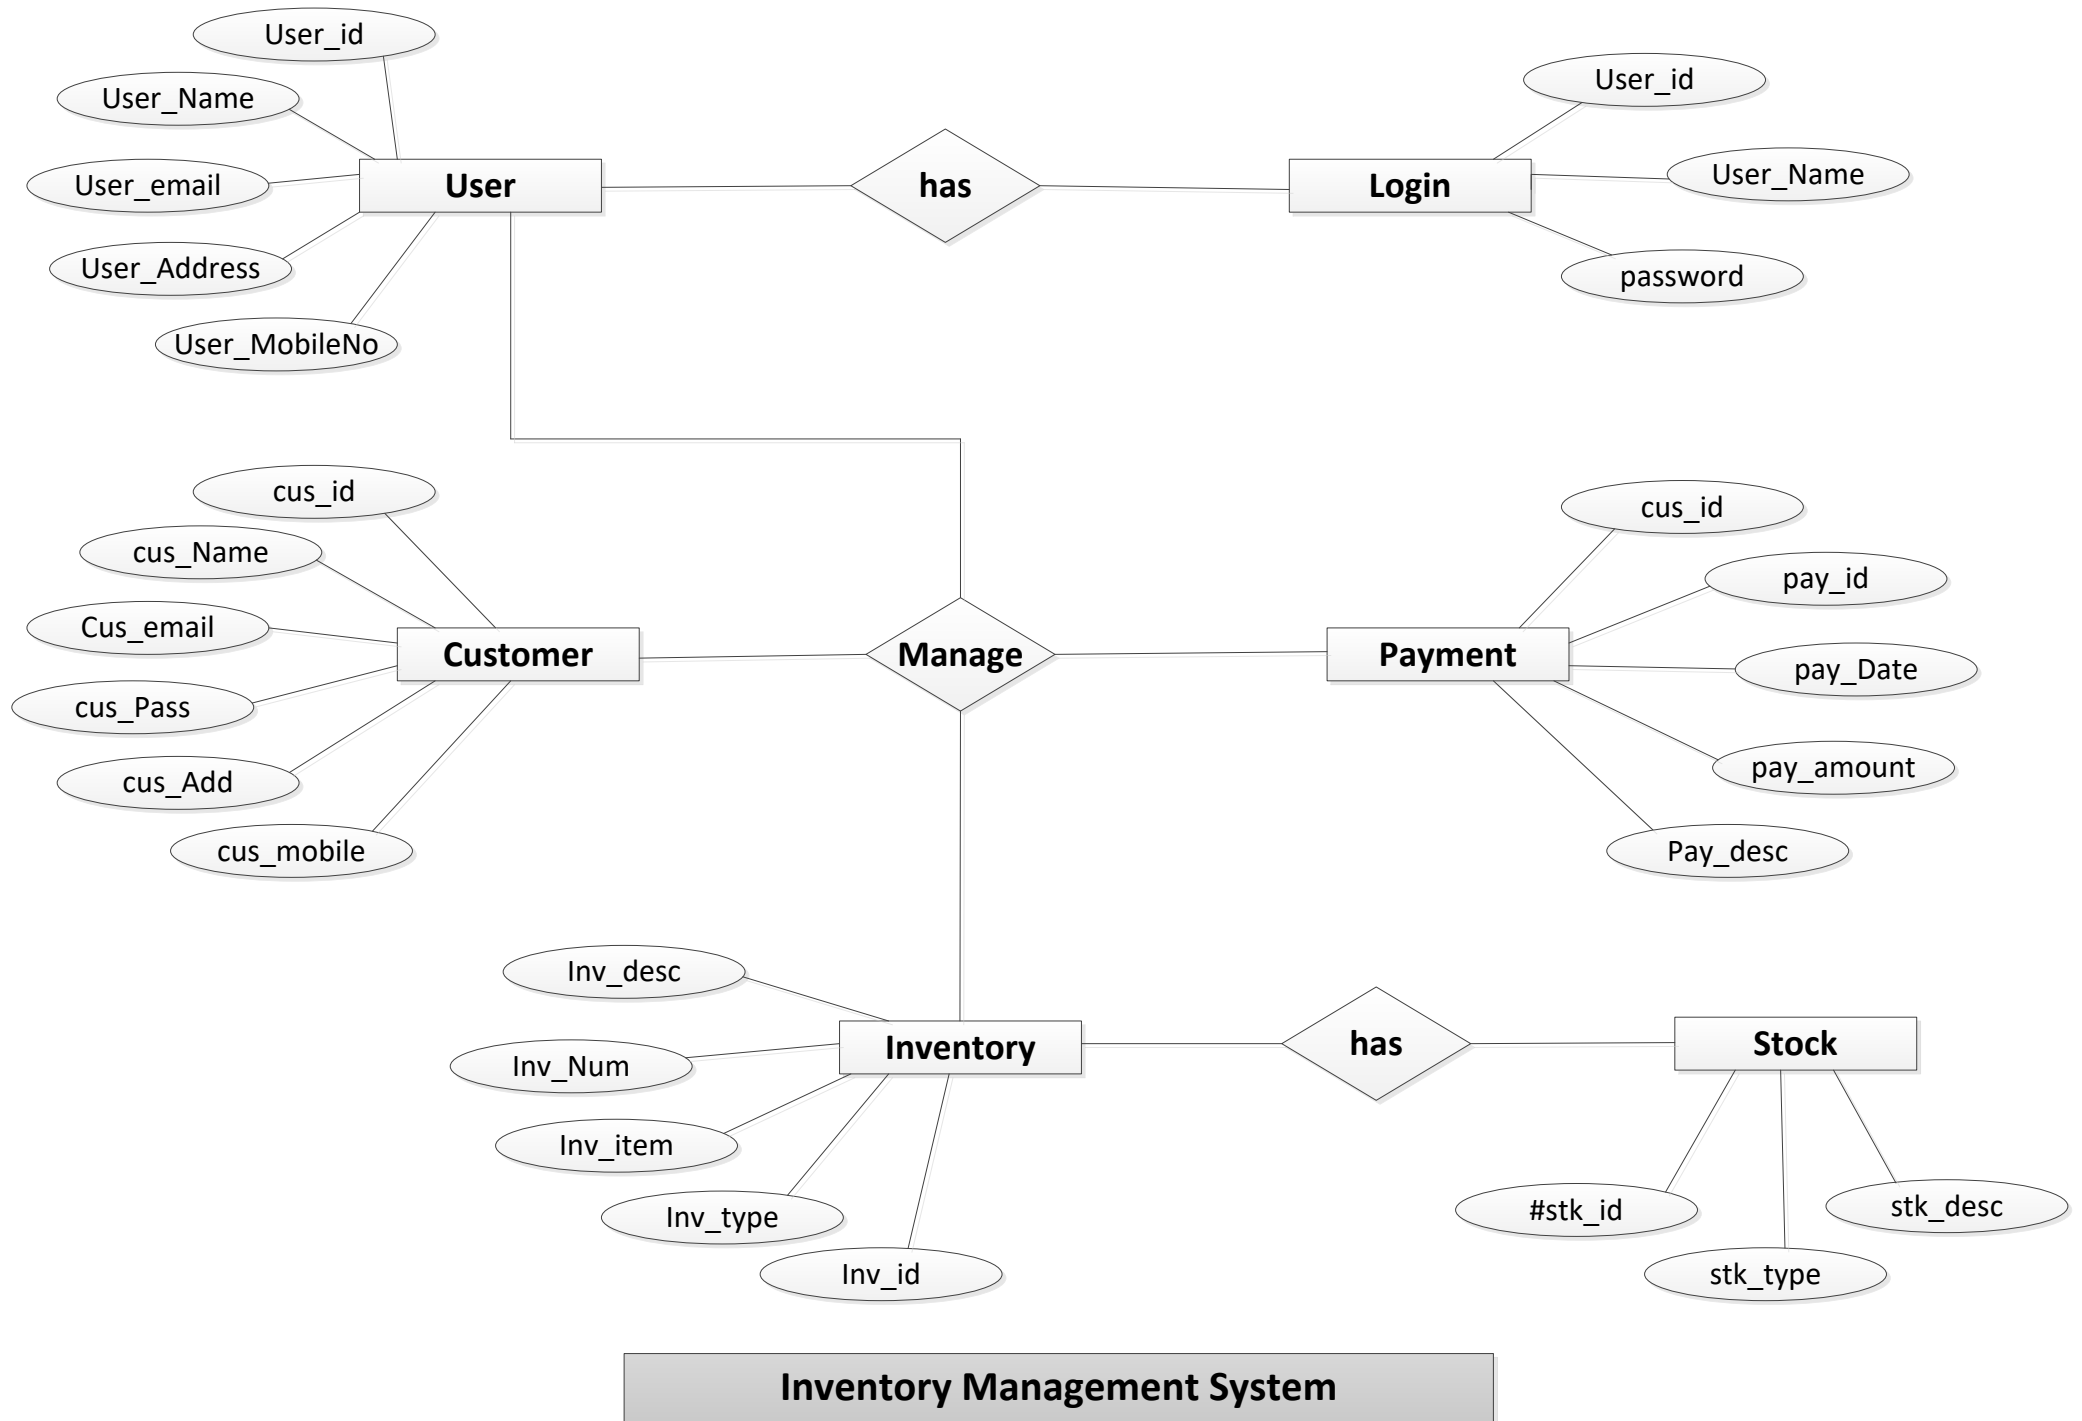 User_id
User_Name
User_email
User_Address
User_MobileNo
User
has
Login
User_id
User_Name
password
cus_id
cus_Name
Cus_email
cus_Pass
cus_Add
cus_mobile
Customer
Manage
Payment
cus_id
pay_id
pay_Date
pay_amount
Pay_desc
Inv_desc
Inv_Num
Inv_item
Inv_type
Inv_id
Inventory
has
Stock
#stk_id
stk_type
stk_desc
Inventory Management System